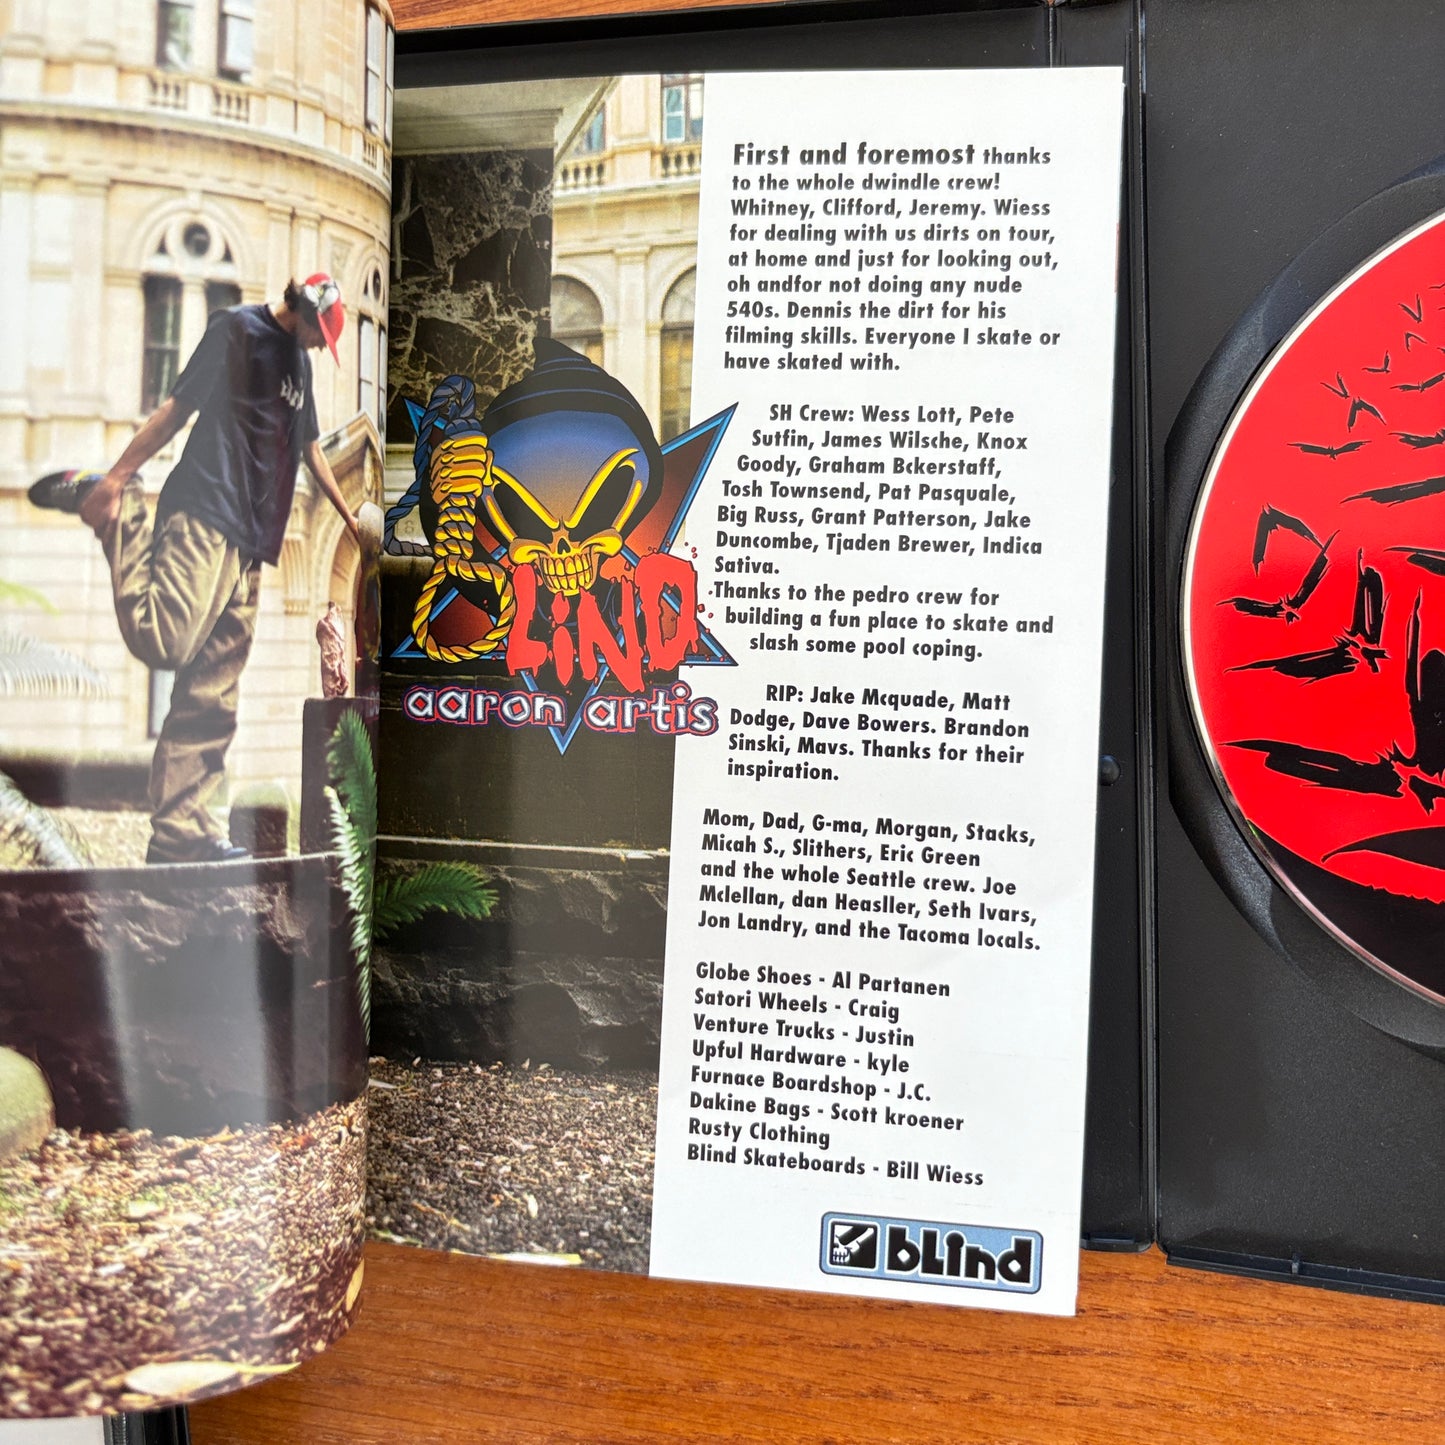 First and foremost thanks
to the whole dwindle crew!
Whitney, Clifford, Jeremy. Wiess
for dealing with us dirts on tour,
at home and just for looking out,
oh andfor not doing any nude
540s. Dennis the dirt for his
filming skills. Everyone I skate or
have skated with.
SH Crew: Wess Lott, Pete
Sutfin, James Wilsche, Knox
Goody, Graham Bckerstaff,
Tosh Townsend, Pat Pasquale,
Big Russ, Grant Patterson, Jake
Duncombe, Tjaden Brewer, Indica
Sativa.
Thanks to the pedro crew for
building a fun place to skate and
slash some pool coping.
RIP: Jake Mcquade, Matt
Dodge, Dave Bowers. Brandon
Sinski, Mavs. Thanks for their
inspiration.
Mom, Dad, G-ma, Morgan, Stacks,
Micah S., Slithers, Eric Green
and the whole Seattle crew. Joe
Mclellan, dan Heasller, Seth Ivars,
Jon Landry, and the Tacoma locals.
Globe Shoes - Al Partanen
Satori Wheels - Craig
Venture Trucks - Justin
Upful Hardware - kyle
Furnace Boardshop - J.C.
Dakine Bags - Scott kroener
Rusty Clothing
Blind Skateboards - Bill Wiess
BLiND
aaron artis
blind